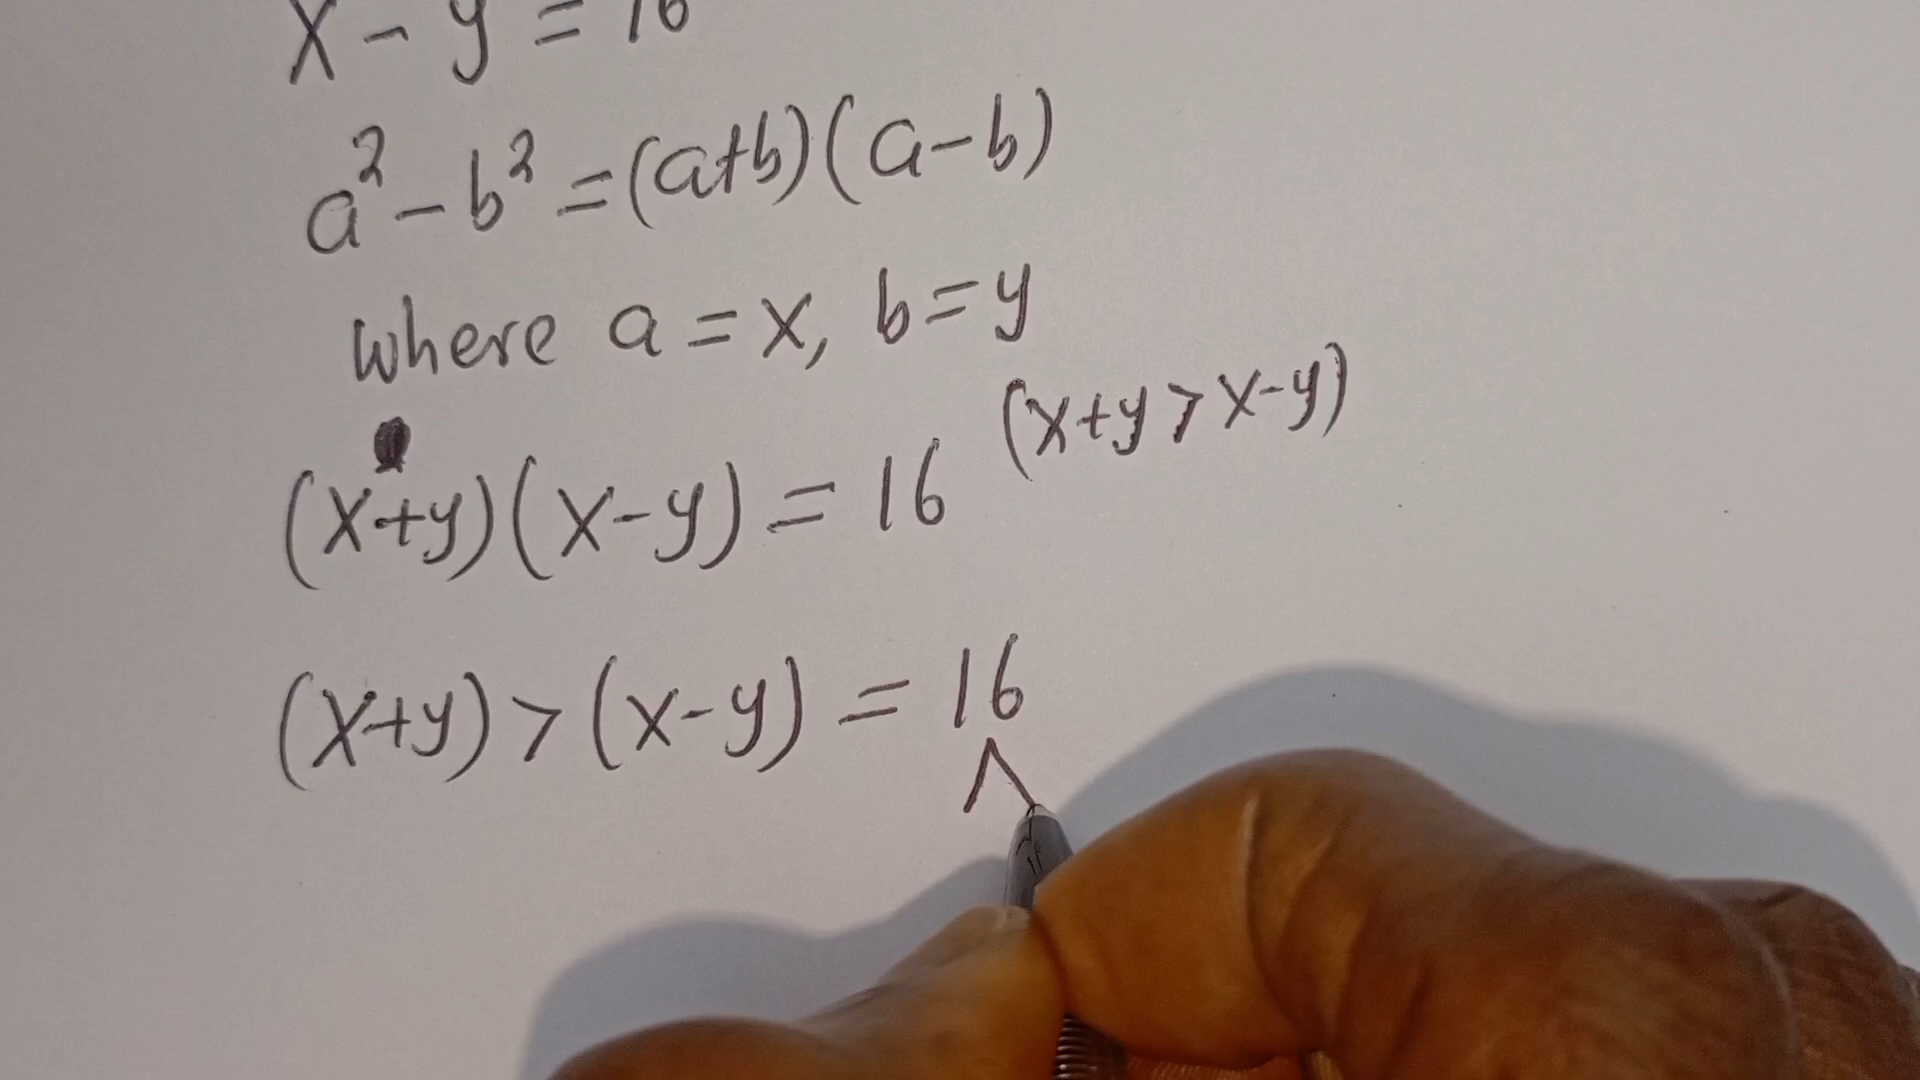 x - y = 16
a² - b² = (a+b)(a-b)
where a = x, b = y
(x+y > x-y)
(x+y)(x-y) = 16
(x+y) > (x-y) = 16